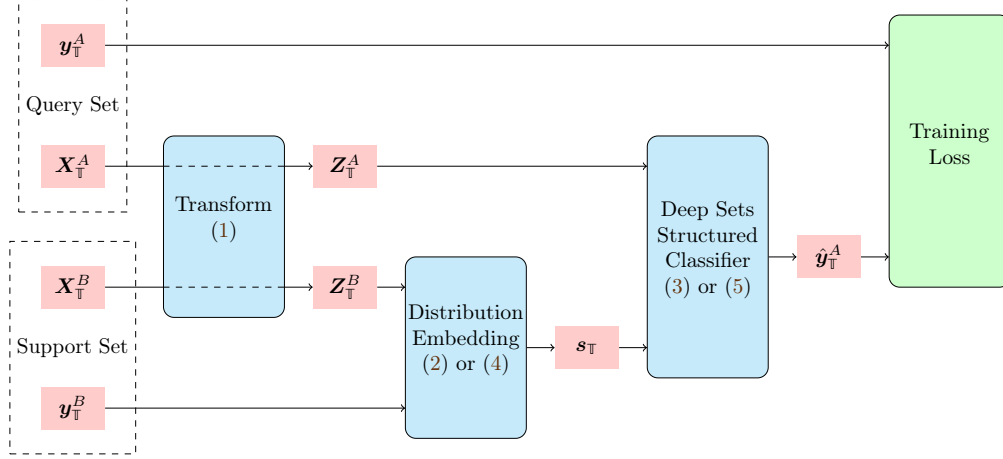 𝒚_𝕋^A
Query Set
𝑿_𝕋^A
𝒁_𝕋^A
Transform
(1)
Training
Loss
Deep Sets
Structured
Classifier
(3) or (5)
ŷ_𝕋^A
𝑿_𝕋^B
𝒁_𝕋^B
Support Set
Distribution
Embedding
(2) or (4)
𝒔_𝕋
𝒚_𝕋^B